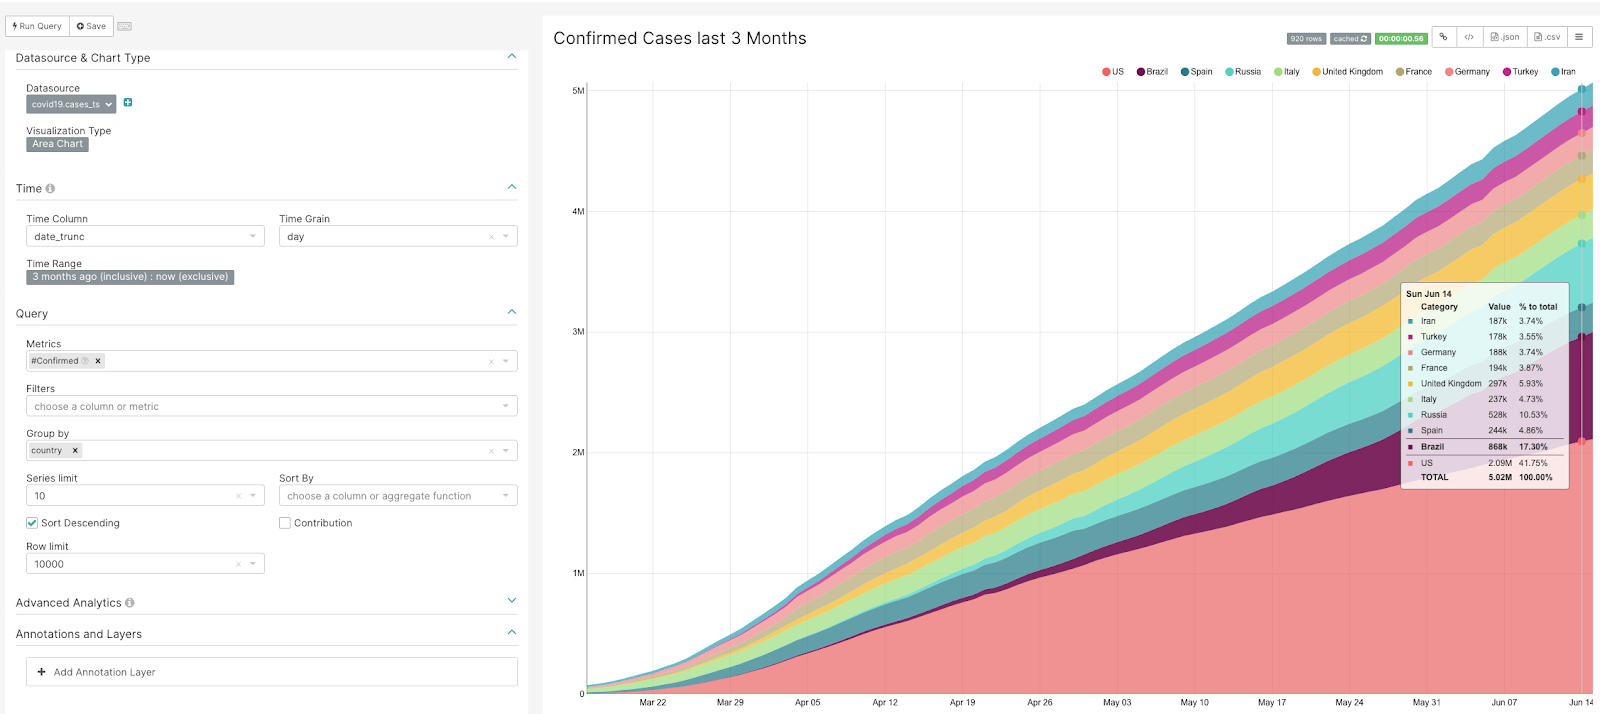 Run Query Save
Datasource & Chart Type
Datasource
covid19.cases_ts
Visualization Type
Area Chart
Time
Time Column Time Grain
date_trunc day
Time Range
3 months ago (inclusive) : now (exclusive)
Query
Metrics
#Confirmed
Filters
choose a column or metric
Group by
country
Series limit Sort By
10 choose a column or aggregate function
Sort Descending Contribution
Row limit
10000
Advanced Analytics
Annotations and Layers
Add Annotation Layer
Confirmed Cases last 3 Months
920 rows cached 00:00:00.56 .json .csv
US Brazil Spain Russia Italy United Kingdom France Germany Turkey Iran
5M
4M
3M
2M
1M
0
Sun Jun 14
Category Value % to total
Iran 187k 3.74%
Turkey 178k 3.55%
Germany 188k 3.74%
France 194k 3.87%
United Kingdom 297k 5.93%
Italy 237k 4.73%
Russia 528k 10.53%
Spain 244k 4.86%
Brazil 868k 17.30%
US 2.09M 41.75%
TOTAL 5.02M 100.00%
Mar 22 Mar 29 Apr 05 Apr 12 Apr 19 Apr 26 May 03 May 10 May 17 May 24 May 31 Jun 07 Jun 14